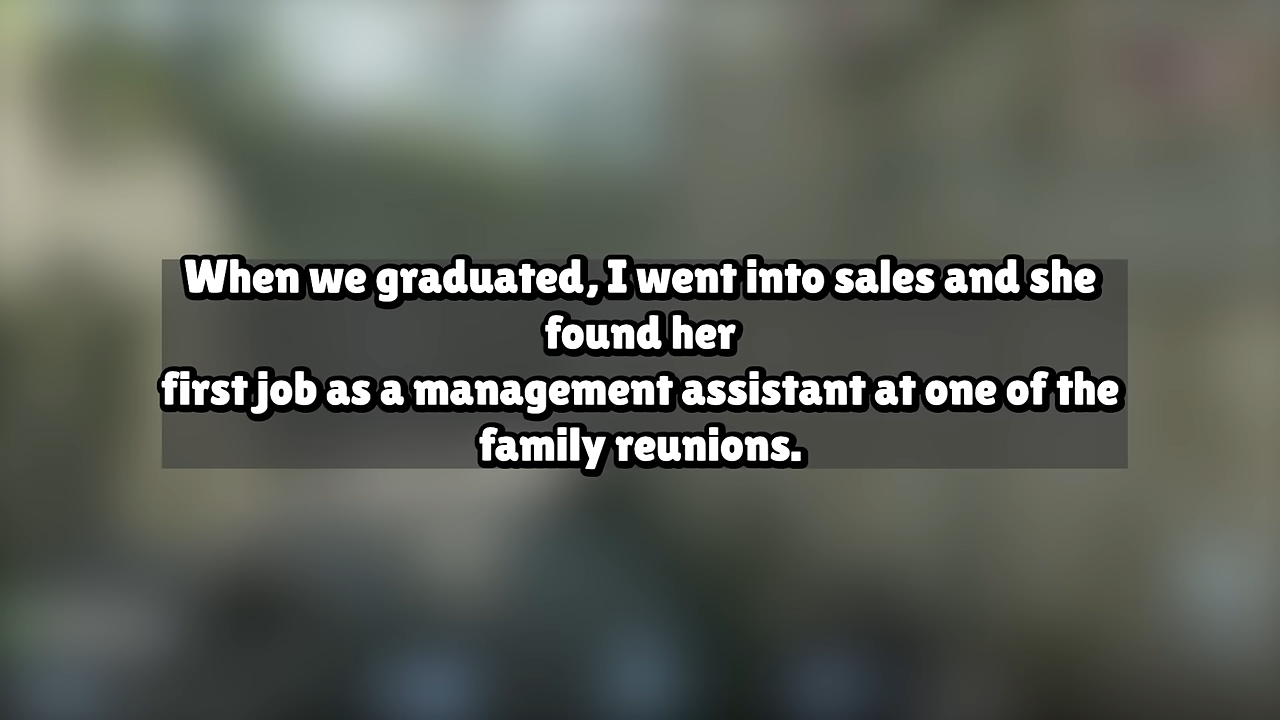 When we graduated, I went into sales and she
found her
first job as a management assistant at one of the
family reunions.